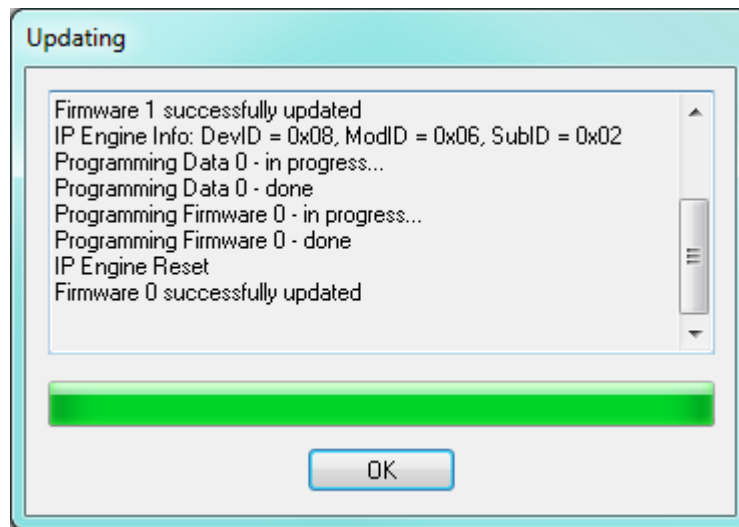 Updating
Firmware 1 successfully updated
IP Engine Info: DevID = 0x08, ModID = 0x06, SubID = 0x02
Programming Data 0 - in progress...
Programming Data 0 - done
Programming Firmware 0 - in progress...
Programming Firmware 0 - done
IP Engine Reset
Firmware 0 successfully updated
OK